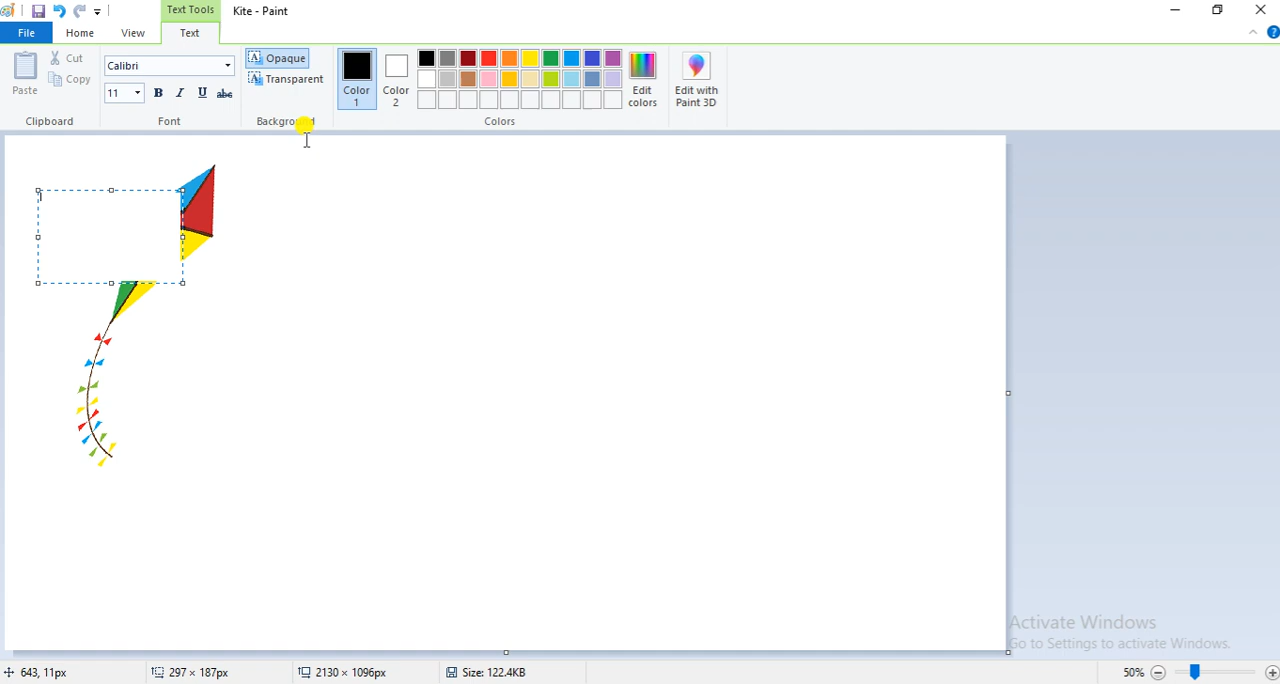 Text Tools
Kite - Paint
File
Home
View
Text
Paste
Cut
Copy
Clipboard
Calibri
11
B
I
U
abc
Font
A Opaque
A Transparent
Background
Color 1
Color 2
Edit colors
Colors
Edit with Paint 3D
Activate Windows
Go to Settings to activate Windows.
643, 11px
297 × 187px
2130 × 1096px
Size: 122.4KB
50%